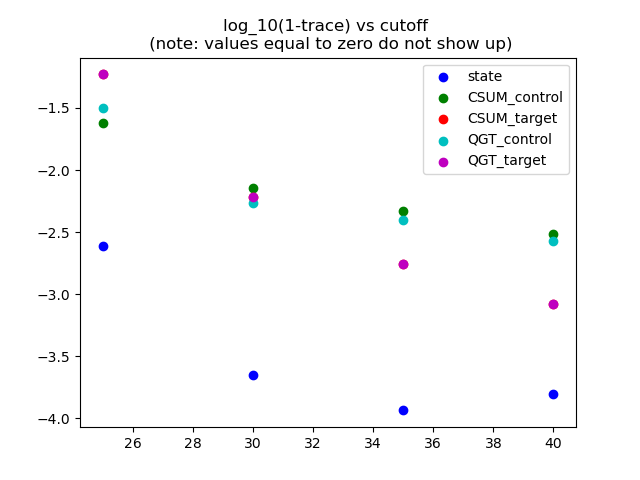 log_10(1-trace) vs cutoff
(note: values equal to zero do not show up)
state
CSUM_control
CSUM_target
QGT_control
QGT_target
−1.5
−2.0
−2.5
−3.0
−3.5
−4.0
26 28 30 32 34 36 38 40